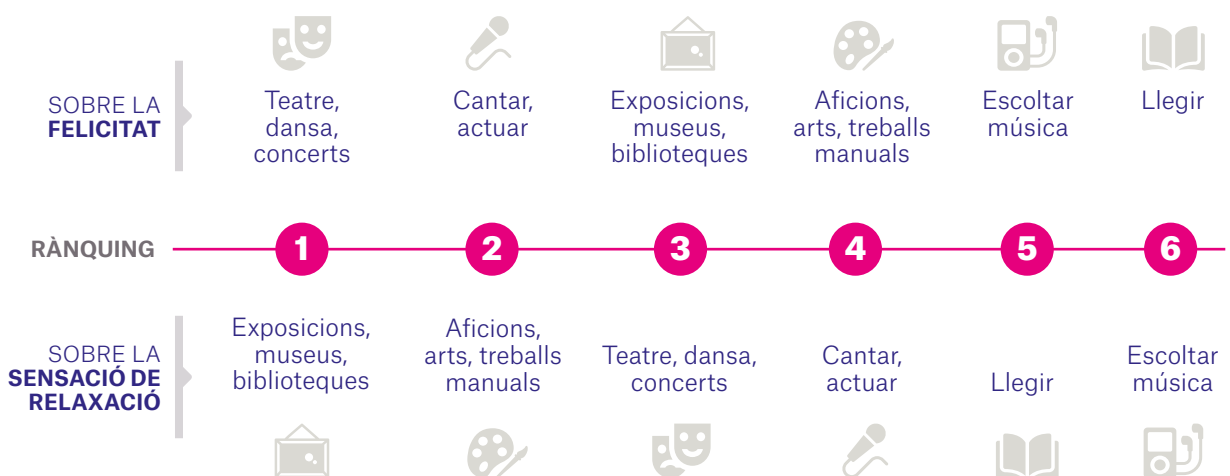 SOBRE LA
FELICITAT
Teatre,
dansa,
concerts
Cantar,
actuar
Exposicions,
museus,
biblioteques
Aficions,
arts, treballs
manuals
Escoltar
música
Llegir
RÀNQUING
1
2
3
4
5
6
SOBRE LA
SENSACIÓ DE
RELAXACIÓ
Exposicions,
museus,
biblioteques
Aficions,
arts, treballs
manuals
Teatre, dansa,
concerts
Cantar,
actuar
Llegir
Escoltar
música